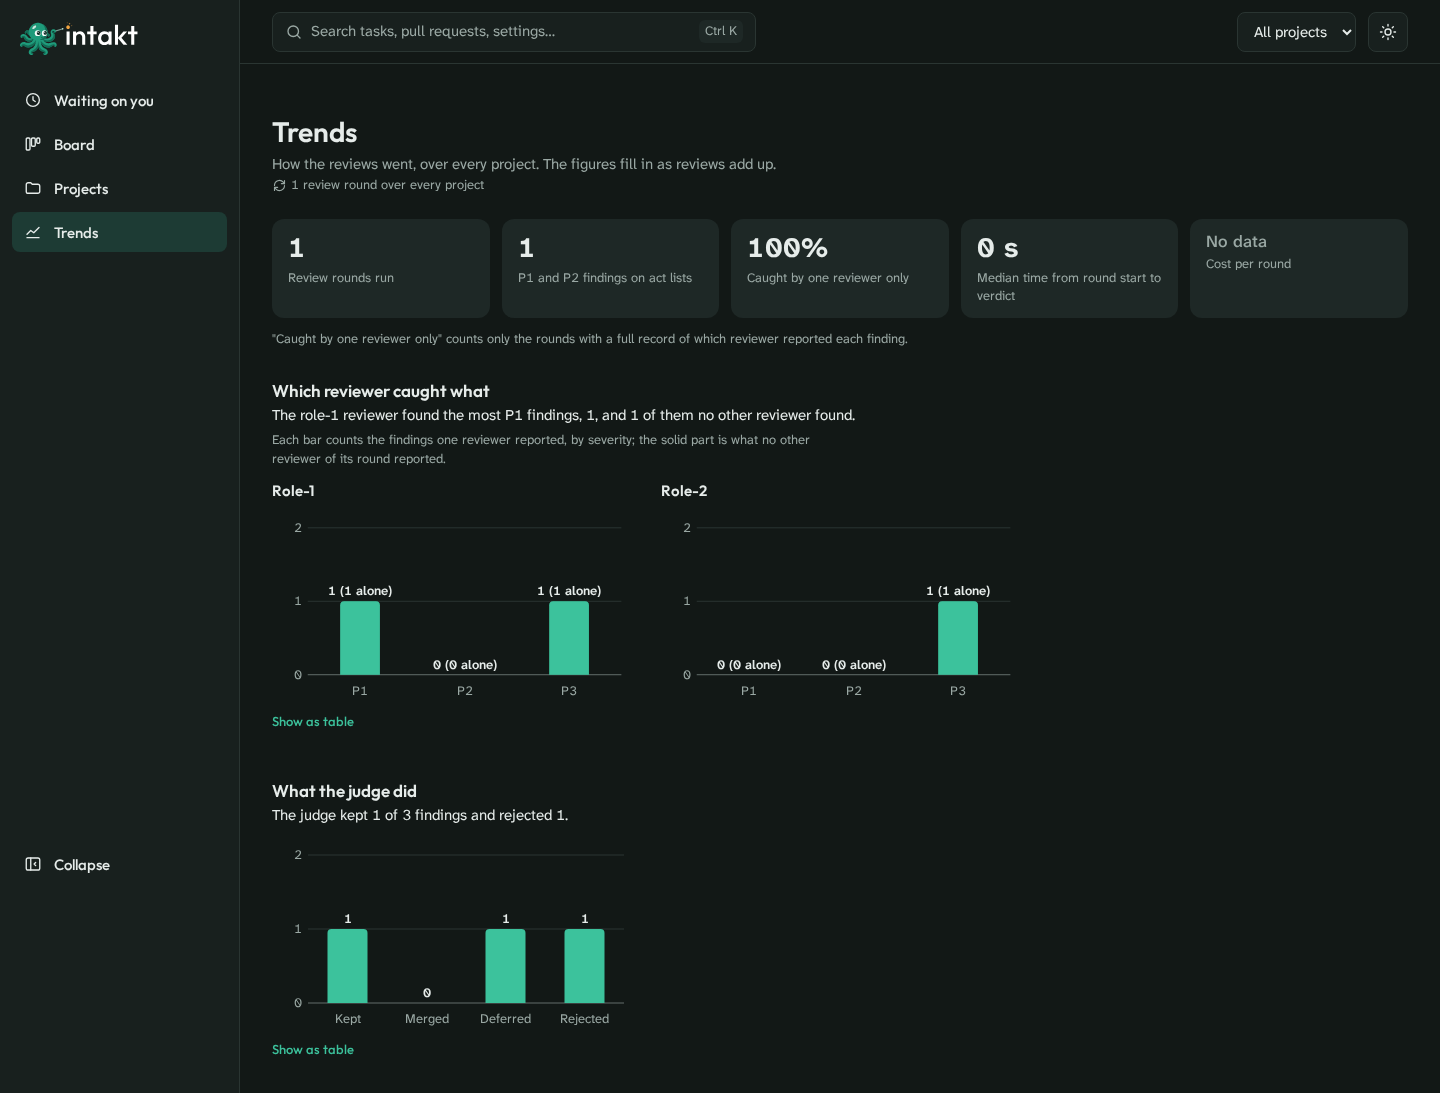 intakt
Search tasks, pull requests, settings...
Ctrl K
All projects
Waiting on you
Board
Projects
Trends
Collapse
Trends
How the reviews went, over every project. The figures fill in as reviews add up.
1 review round over every project
1
Review rounds run
1
P1 and P2 findings on act lists
100%
Caught by one reviewer only
0 s
Median time from round start to
verdict
No data
Cost per round
"Caught by one reviewer only" counts only the rounds with a full record of which reviewer reported each finding.
Which reviewer caught what
The role-1 reviewer found the most P1 findings, 1, and 1 of them no other reviewer found.
Each bar counts the findings one reviewer reported, by severity; the solid part is what no other
reviewer of its round reported.
Role-1
2
1 (1 alone)
1 (1 alone)
1
0 (0 alone)
0
P1
P2
P3
Role-2
2
1 (1 alone)
1
0 (0 alone)
0 (0 alone)
0
P1
P2
P3
Show as table
What the judge did
The judge kept 1 of 3 findings and rejected 1.
2
1
1
1
1
0
0
Kept
Merged
Deferred
Rejected
Show as table